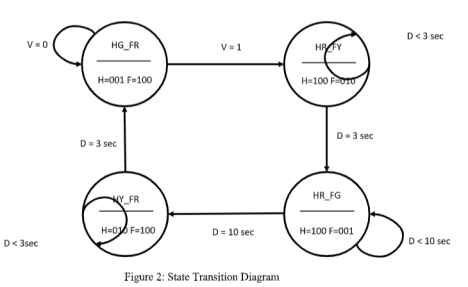 V = 0
HG_FR
H=001 F=100
V = 1
HR_FY
H=100 F=010
D < 3 sec
D = 3 sec
D = 3 sec
HY_FR
H=010 F=100
D < 3sec
D = 10 sec
HR_FG
H=100 F=001
D < 10 sec
Figure 2: State Transition Diagram